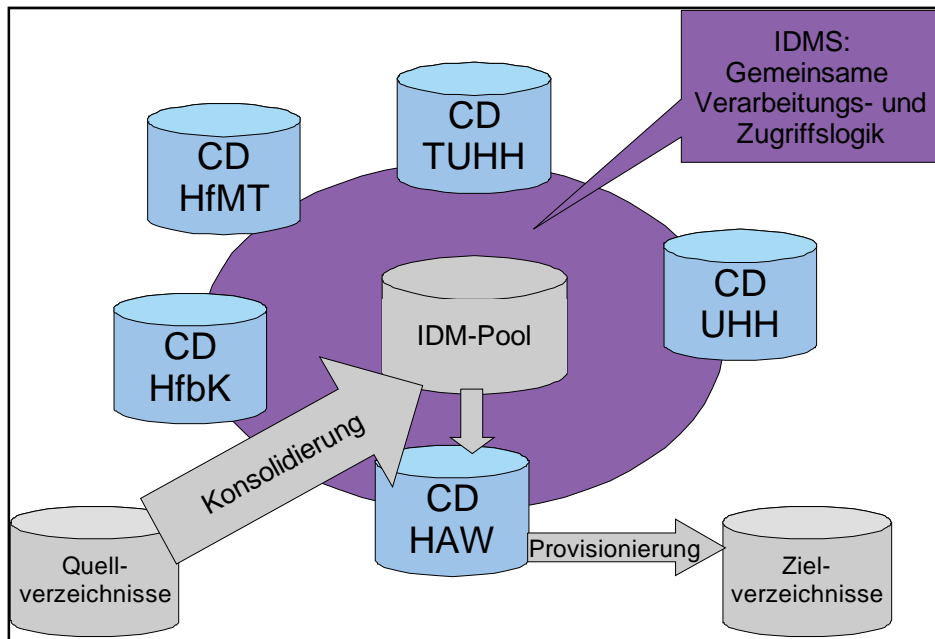 IDMS:
Gemeinsame
Verarbeitungs- und
Zugriffslogik
CD
TUHH
CD
HfMT
CD
UHH
IDM-Pool
CD
HfbK
Konsolidierung
CD
HAW
Provisionierung
Quell-
verzeichnisse
Ziel-
verzeichnisse